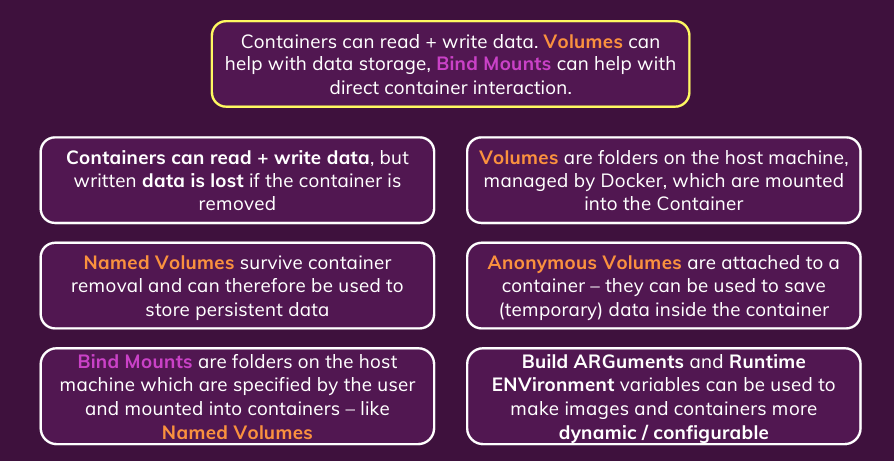 Containers can read + write data. Volumes can
help with data storage, Bind Mounts can help with
direct container interaction.
Containers can read + write data, but
written data is lost if the container is
removed
Volumes are folders on the host machine,
managed by Docker, which are mounted
into the Container
Named Volumes survive container
removal and can therefore be used to
store persistent data
Anonymous Volumes are attached to a
container – they can be used to save
(temporary) data inside the container
Bind Mounts are folders on the host
machine which are specified by the user
and mounted into containers – like
Named Volumes
Build ARGuments and Runtime
ENVironment variables can be used to
make images and containers more
dynamic / configurable